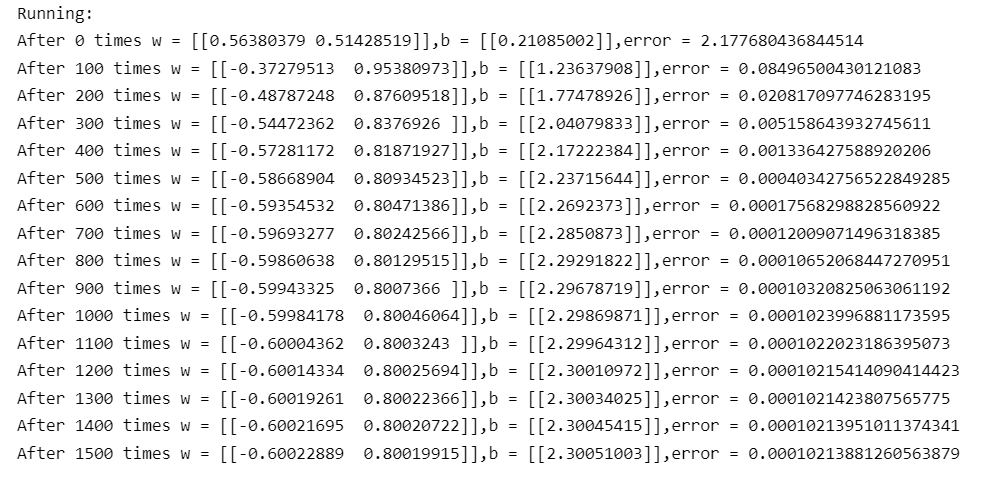 Running:
After 0 times w = [[0.56380379 0.51428519]],b = [[0.21085002]],error = 2.177680436844514
After 100 times w = [[-0.37279513  0.95380973]],b = [[1.23637908]],error = 0.08496500430121083
After 200 times w = [[-0.48787248  0.87609518]],b = [[1.77478926]],error = 0.020817097746283195
After 300 times w = [[-0.54472362  0.8376926 ]],b = [[2.04079833]],error = 0.005158643932745611
After 400 times w = [[-0.57281172  0.81871927]],b = [[2.17222384]],error = 0.001336427588920206
After 500 times w = [[-0.58668904  0.80934523]],b = [[2.23715644]],error = 0.00040342756522849285
After 600 times w = [[-0.59354532  0.80471386]],b = [[2.2692373]],error = 0.00017568298828560922
After 700 times w = [[-0.59693277  0.80242566]],b = [[2.2850873]],error = 0.00012009071496318385
After 800 times w = [[-0.59860638  0.80129515]],b = [[2.29291822]],error = 0.00010652068447270951
After 900 times w = [[-0.59943325  0.8007366 ]],b = [[2.29678719]],error = 0.00010320825063061192
After 1000 times w = [[-0.59984178  0.80046064]],b = [[2.29869871]],error = 0.0001023996881173595
After 1100 times w = [[-0.60004362  0.8003243 ]],b = [[2.29964312]],error = 0.0001022023186395073
After 1200 times w = [[-0.60014334  0.80025694]],b = [[2.30010972]],error = 0.00010215414090414423
After 1300 times w = [[-0.60019261  0.80022366]],b = [[2.30034025]],error = 0.0001021423807565775
After 1400 times w = [[-0.60021695  0.80020722]],b = [[2.30045415]],error = 0.00010213951011374341
After 1500 times w = [[-0.60022889  0.80019915]],b = [[2.30051003]],error = 0.00010213881260563879